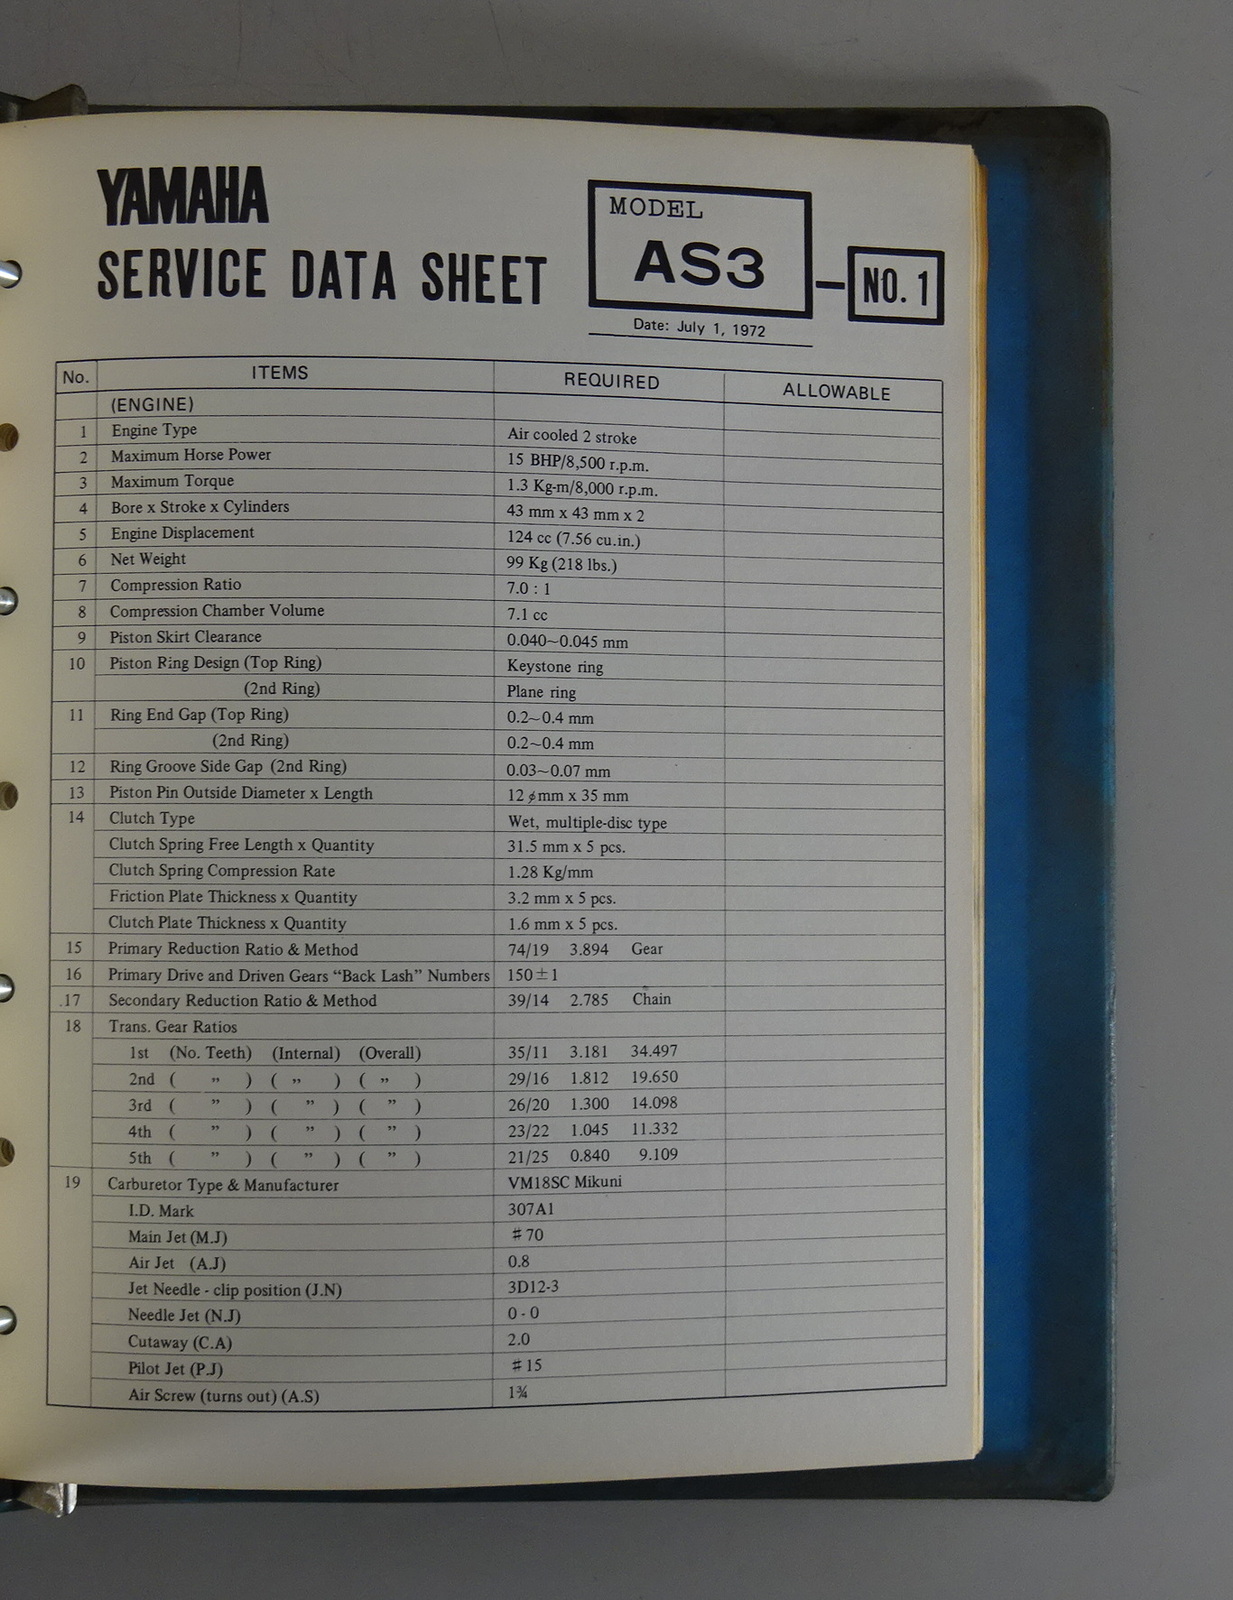 YAMAHA
SERVICE DATA SHEET
MODEL
AS3
– NO. 1
Date: July 1, 1972
No. ITEMS REQUIRED ALLOWABLE
(ENGINE)
1 Engine Type Air cooled 2 stroke
2 Maximum Horse Power 15 BHP/8,500 r.p.m.
3 Maximum Torque 1.3 Kg-m/8,000 r.p.m.
4 Bore x Stroke x Cylinders 43 mm x 43 mm x 2
5 Engine Displacement 124 cc (7.56 cu.in.)
6 Net Weight 99 Kg (218 lbs.)
7 Compression Ratio 7.0 : 1
8 Compression Chamber Volume 7.1 cc
9 Piston Skirt Clearance 0.040~0.045 mm
10 Piston Ring Design (Top Ring) Keystone ring
(2nd Ring) Plane ring
11 Ring End Gap (Top Ring) 0.2~0.4 mm
(2nd Ring) 0.2~0.4 mm
12 Ring Groove Side Gap (2nd Ring) 0.03~0.07 mm
13 Piston Pin Outside Diameter x Length 12 φmm x 35 mm
14 Clutch Type Wet, multiple-disc type
Clutch Spring Free Length x Quantity 31.5 mm x 5 pcs.
Clutch Spring Compression Rate 1.28 Kg/mm
Friction Plate Thickness x Quantity 3.2 mm x 5 pcs.
Clutch Plate Thickness x Quantity 1.6 mm x 5 pcs.
15 Primary Reduction Ratio & Method 74/19 3.894 Gear
16 Primary Drive and Driven Gears “Back Lash” Numbers 150±1
17 Secondary Reduction Ratio & Method 39/14 2.785 Chain
18 Trans. Gear Ratios
1st (No. Teeth) (Internal) (Overall) 35/11 3.181 34.497
2nd ( ” ) ( ” ) ( ” ) 29/16 1.812 19.650
3rd ( ” ) ( ” ) ( ” ) 26/20 1.300 14.098
4th ( ” ) ( ” ) ( ” ) 23/22 1.045 11.332
5th ( ” ) ( ” ) ( ” ) 21/25 0.840 9.109
19 Carburetor Type & Manufacturer VM18SC Mikuni
I.D. Mark 307A1
Main Jet (M.J) #70
Air Jet (A.J) 0.8
Jet Needle - clip position (J.N) 3D12-3
Needle Jet (N.J) 0 - 0
Cutaway (C.A) 2.0
Pilot Jet (P.J) #15
Air Screw (turns out) (A.S) 1¾